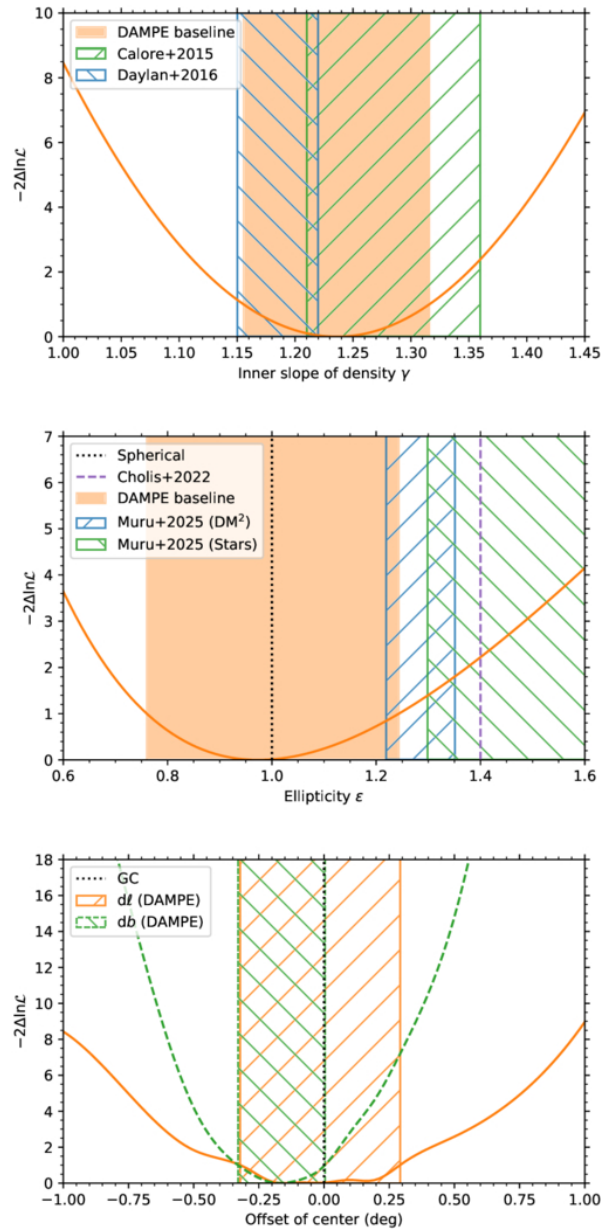 10
8
6
4
2
0
−2ΔlnℒL
DAMPE baseline
Calore+2015
Daylan+2016
1.00 1.05 1.10 1.15 1.20 1.25 1.30 1.35 1.40 1.45
Inner slope of density γ
7
6
5
4
3
2
1
0
−2Δlnℒ
Spherical
Cholis+2022
DAMPE baseline
Muru+2025 (DM²)
Muru+2025 (Stars)
0.6 0.8 1.0 1.2 1.4 1.6
Ellipticity ε
18
16
14
12
10
8
6
4
2
0
−2Δlnℒ
GC
dℓ (DAMPE)
db (DAMPE)
−1.00 −0.75 −0.50 −0.25 0.00 0.25 0.50 0.75 1.00
Offset of center (deg)